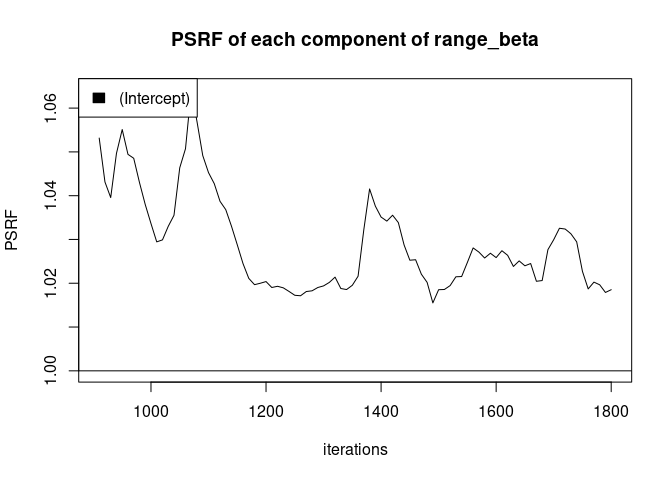 PSRF of each component of range_beta
(Intercept)
PSRF
1.06
1.04
1.02
1.00
1000 1200 1400 1600 1800
iterations